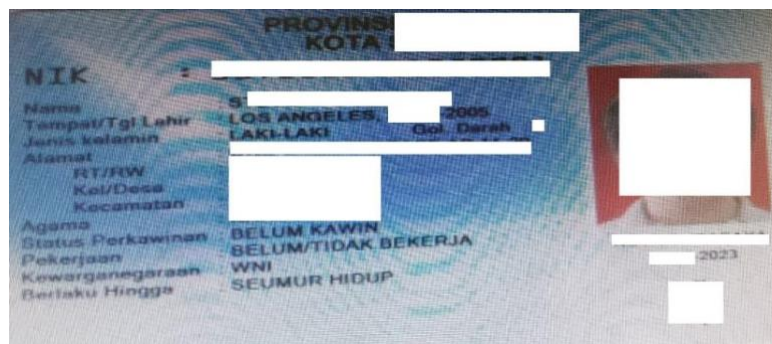 PROVINSI
KOTA
NIK :
Nama
Tempat/Tgl Lahir : LOS ANGELES, 2005
Jenis kelamin : LAKI-LAKI Gol. Darah
Alamat
RT/RW
Kel/Desa
Kecamatan
Agama
Status Perkawinan : BELUM KAWIN
Pekerjaan : BELUM/TIDAK BEKERJA
Kewarganegaraan : WNI
Berlaku Hingga : SEUMUR HIDUP
-2023